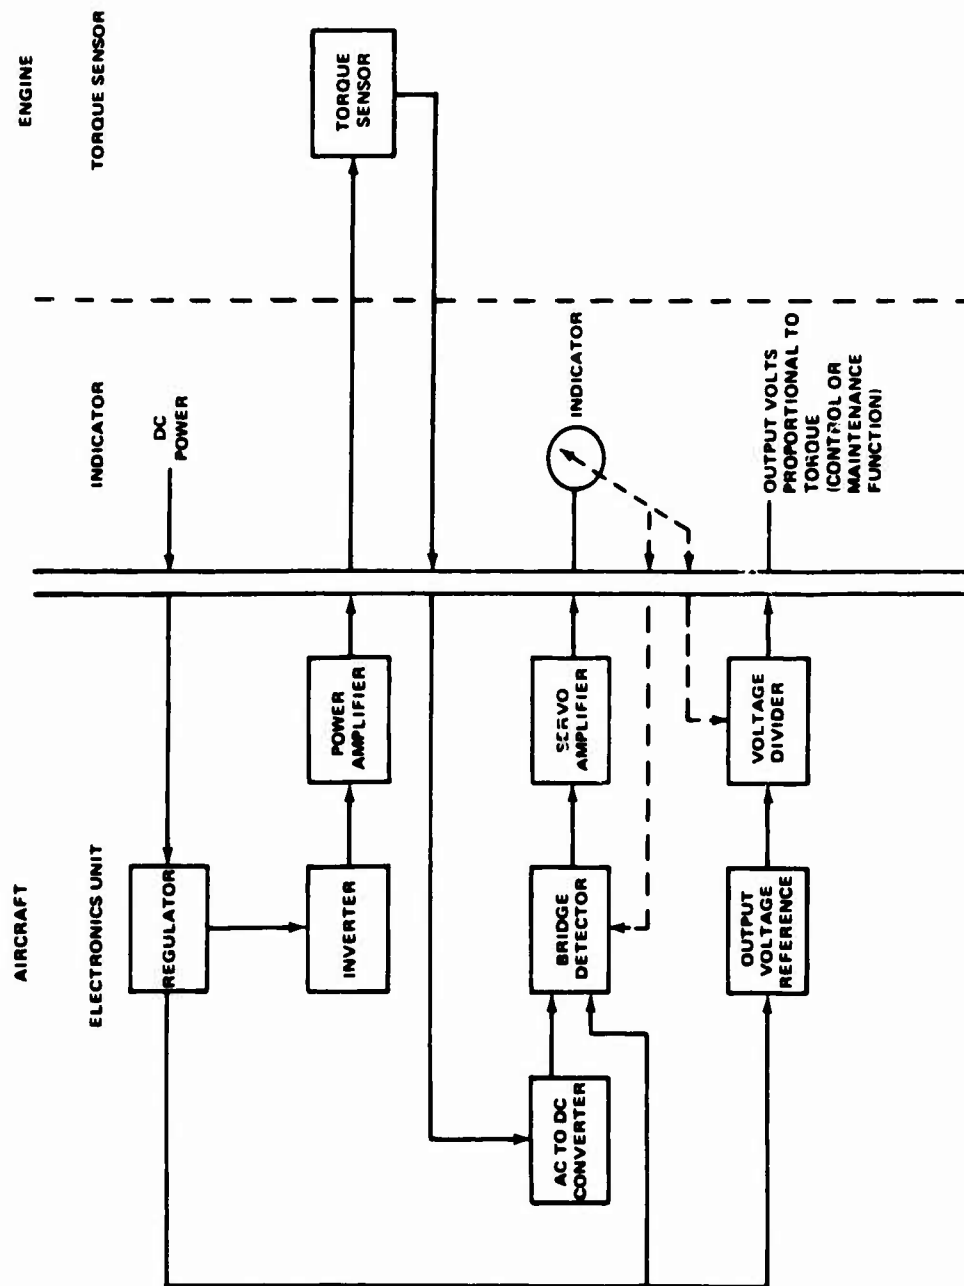 AIRCRAFT
ENGINE
ELECTRONICS UNIT
INDICATOR
TORQUE SENSOR
REGULATOR
DC
POWER
INVERTER
POWER
AMPLIFIER
TORQUE
SENSOR
AC TO DC
CONVERTER
BRIDGE
DETECTOR
SERVO
AMPLIFIER
INDICATOR
OUTPUT
VOLTAGE
REFERENCE
VOLTAGE
DIVIDER
OUTPUT VOLTS
PROPORTIONAL TO
TORQUE
(CONTROL OR
MAINTENANCE
FUNCTION)